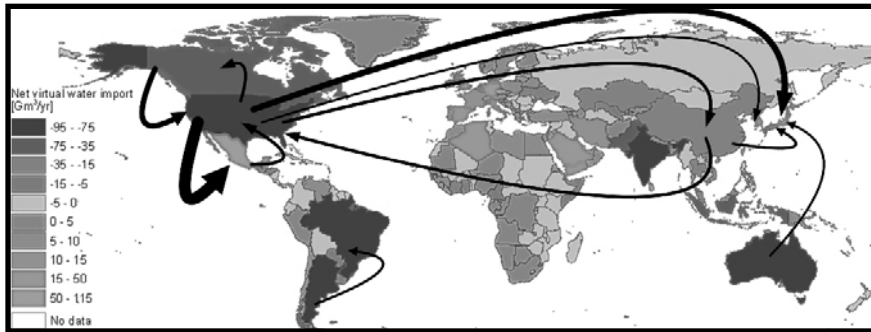 Net virtual water import
[Gm³/yr]
-95 - -75
-75 - -35
-35 - -15
-15 - -5
-5 - 0
0 - 5
5 - 10
10 - 15
15 - 50
50 - 115
No data